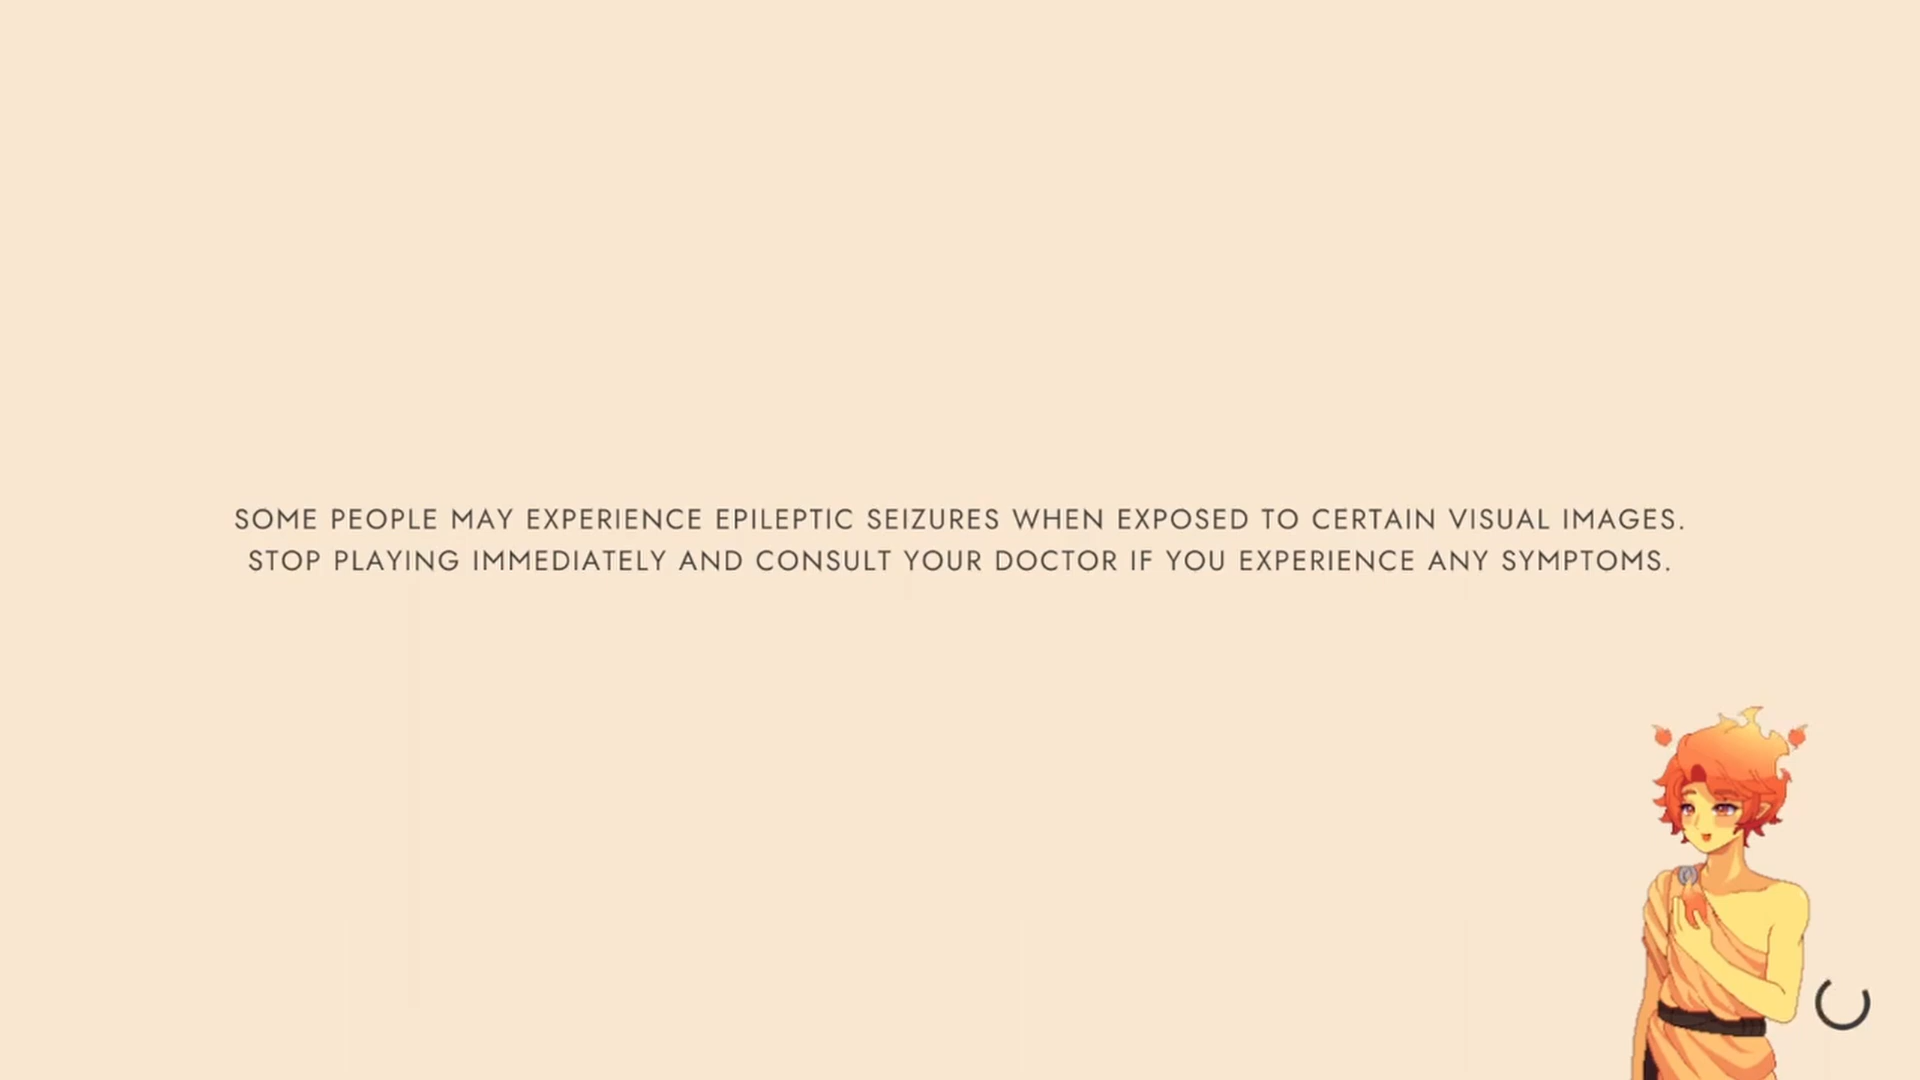 SOME PEOPLE MAY EXPERIENCE EPILEPTIC SEIZURES WHEN EXPOSED TO CERTAIN VISUAL IMAGES.
STOP PLAYING IMMEDIATELY AND CONSULT YOUR DOCTOR IF YOU EXPERIENCE ANY SYMPTOMS.